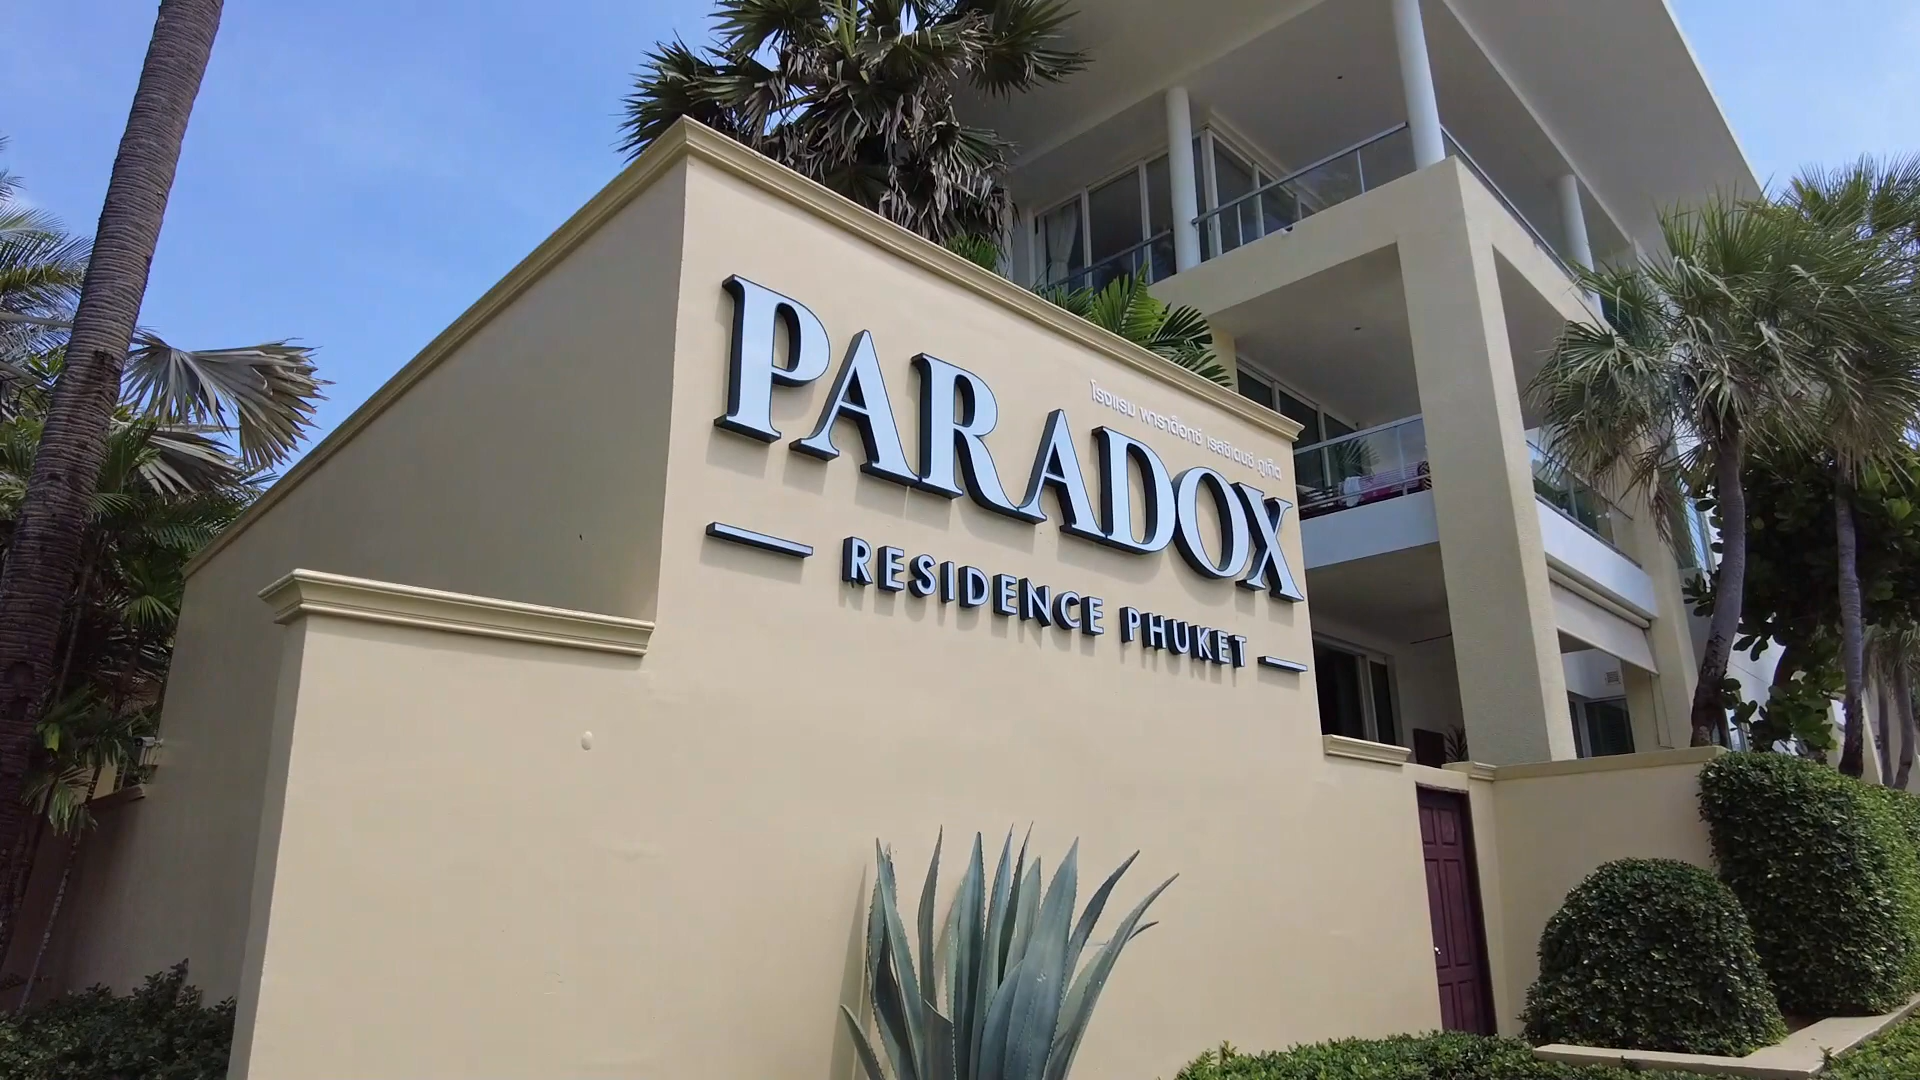 โรงแรม พาราด็อกซ์ เรสซิเดนซ์ ภูเก็ต
PARADOX
RESIDENCE PHUKET